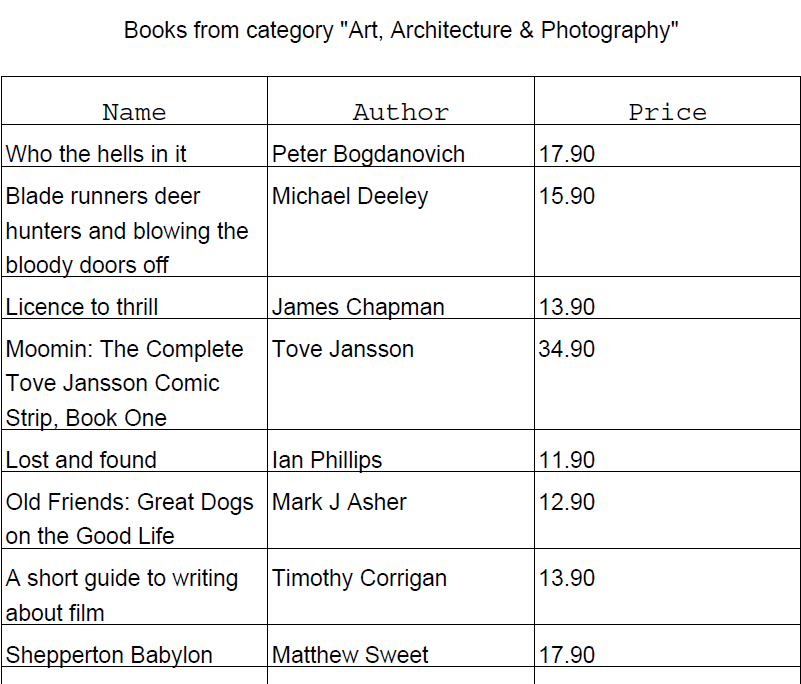 Books from category "Art, Architecture & Photography"
Name Author Price
Who the hells in it Peter Bogdanovich 17.90
Blade runners deer Michael Deeley 15.90
hunters and blowing the
bloody doors off
Licence to thrill James Chapman 13.90
Moomin: The Complete Tove Jansson 34.90
Tove Jansson Comic
Strip, Book One
Lost and found Ian Phillips 11.90
Old Friends: Great Dogs Mark J Asher 12.90
on the Good Life
A short guide to writing Timothy Corrigan 13.90
about film
Shepperton Babylon Matthew Sweet 17.90